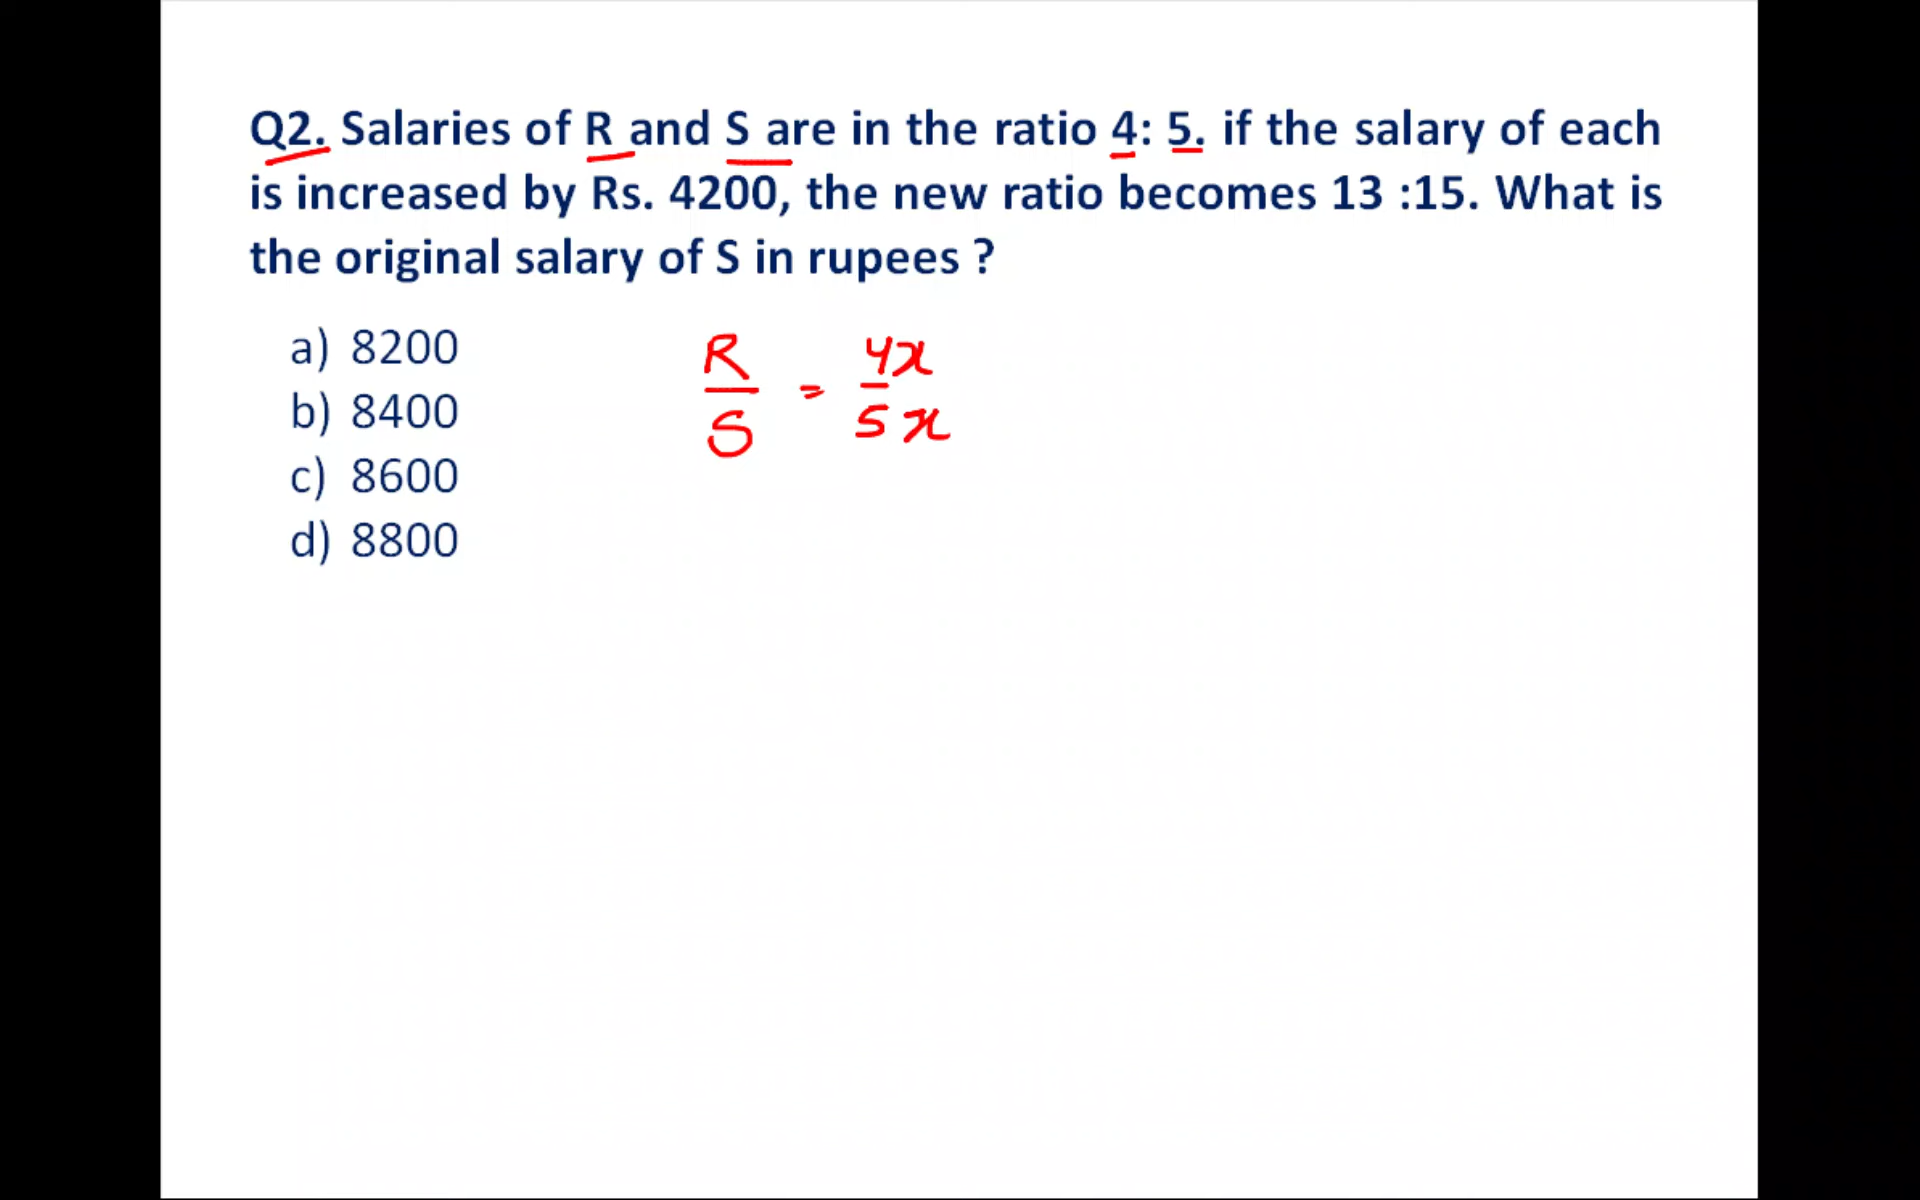 Q2. Salaries of R and S are in the ratio 4: 5. if the salary of each
is increased by Rs. 4200, the new ratio becomes 13 :15. What is
the original salary of S in rupees ?
a) 8200
b) 8400
c) 8600
d) 8800
R/S = 4x/5x